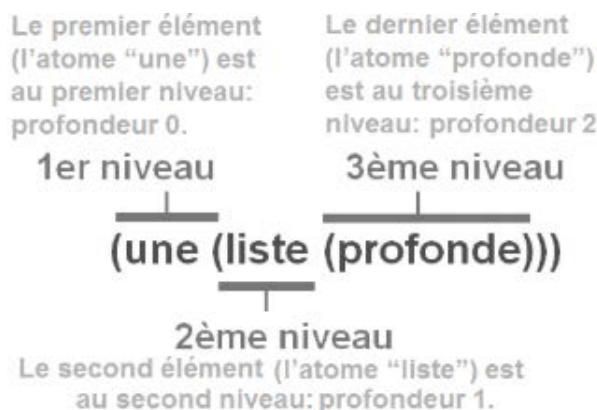 Le premier élément
(l'atome “une”) est
au premier niveau:
profondeur 0.
Le dernier élément
(l'atome “profonde”)
est au troisième
niveau: profondeur 2
1er niveau
3ème niveau
(une (liste (profonde)))
2ème niveau
Le second élément (l'atome “liste”) est
au second niveau: profondeur 1.